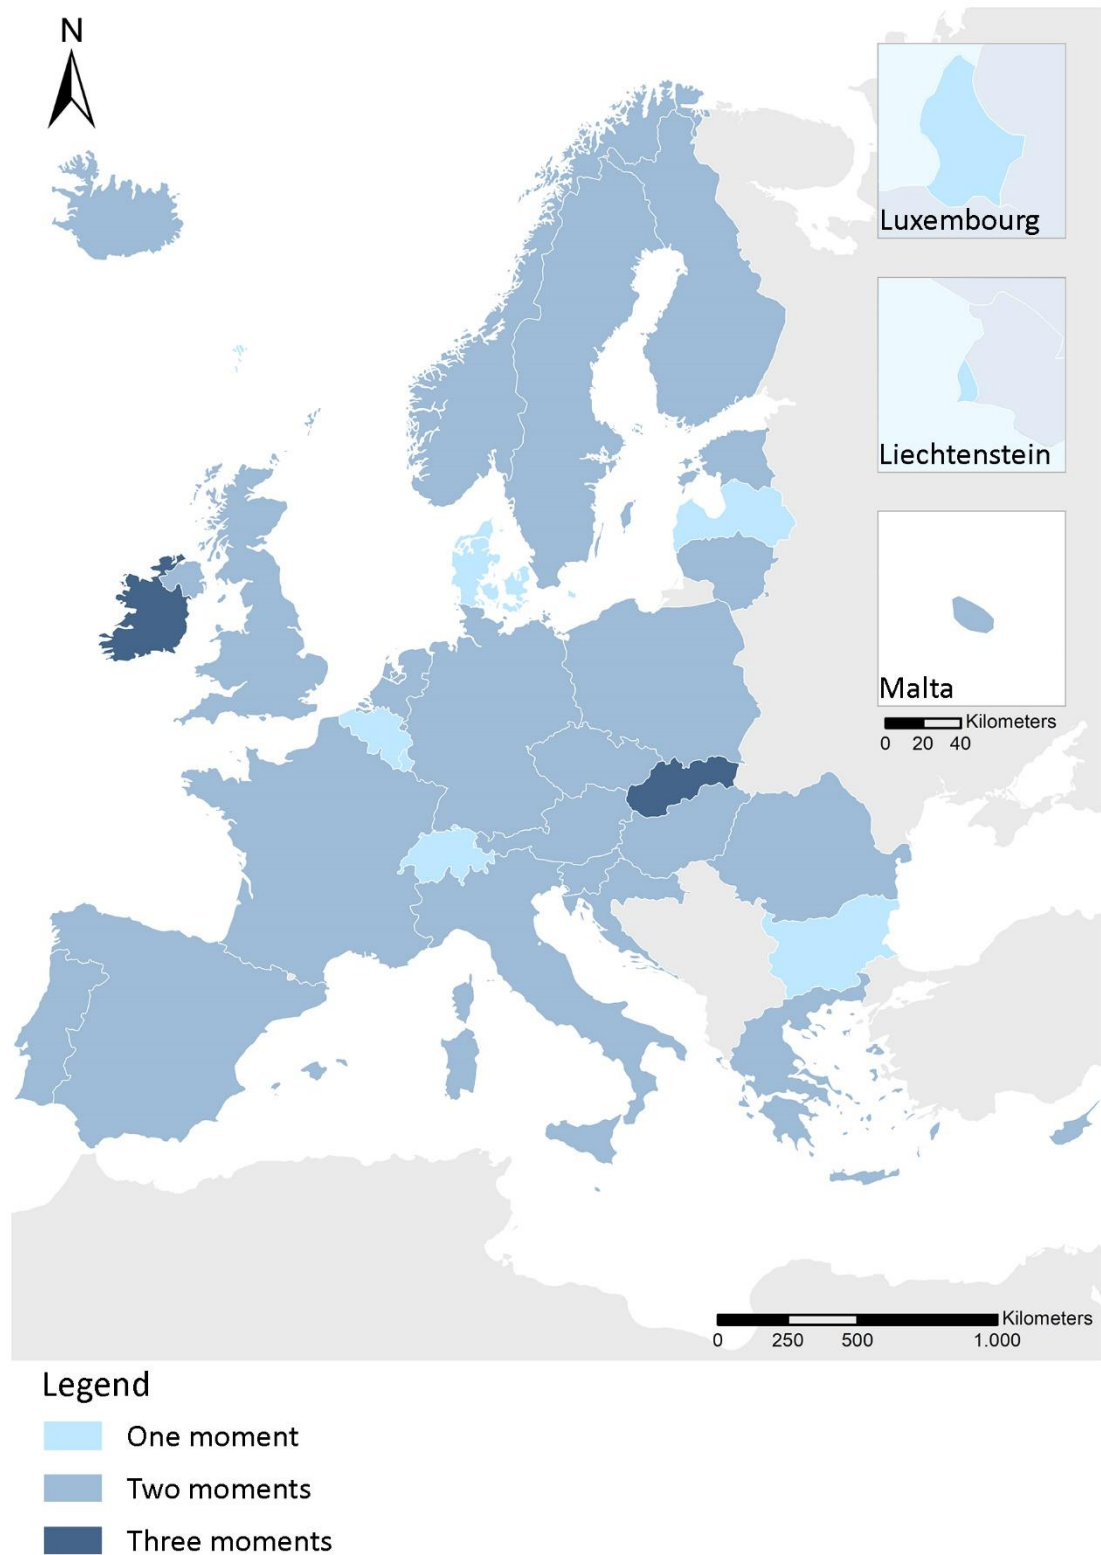 N
Luxembourg
Liechtenstein
Malta
Kilometers
0 20 40
Kilometers
0 250 500 1.000
Legend
One moment
Two moments
Three moments